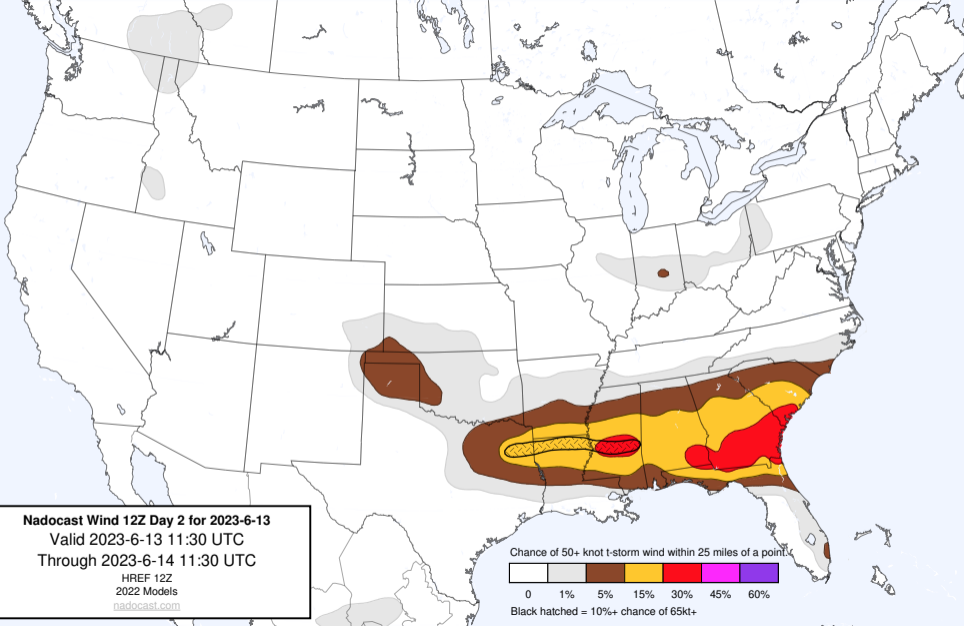 Nadocast Wind 12Z Day 2 for 2023-6-13
Valid 2023-6-13 11:30 UTC
Through 2023-6-14 11:30 UTC
HREF 12Z
2022 Models
nadocast.com
Chance of 50+ knot t-storm wind within 25 miles of a point.
0 1% 5% 15% 30% 45% 60%
Black hatched = 10%+ chance of 65kt+